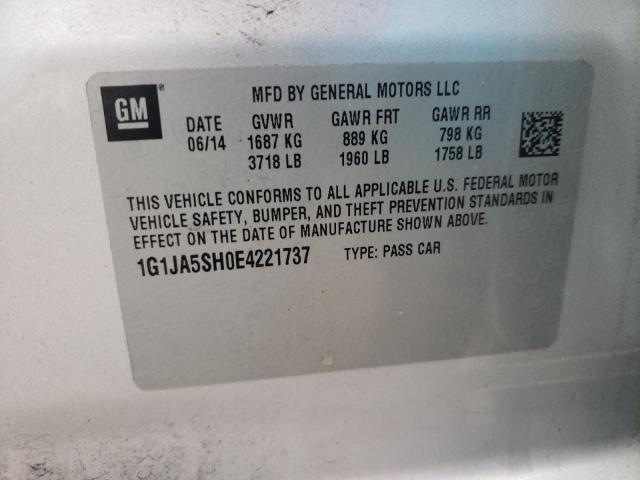 GM
®
MFD BY GENERAL MOTORS LLC
DATE GVWR GAWR FRT GAWR RR
06/14 1687 KG 889 KG 798 KG
3718 LB 1960 LB 1758 LB
THIS VEHICLE CONFORMS TO ALL APPLICABLE U.S. FEDERAL MOTOR
VEHICLE SAFETY, BUMPER, AND THEFT PREVENTION STANDARDS IN
EFFECT ON THE DATE OF MANUFACTURE SHOWN ABOVE.
1G1JA5SH0E4221737 TYPE: PASS CAR